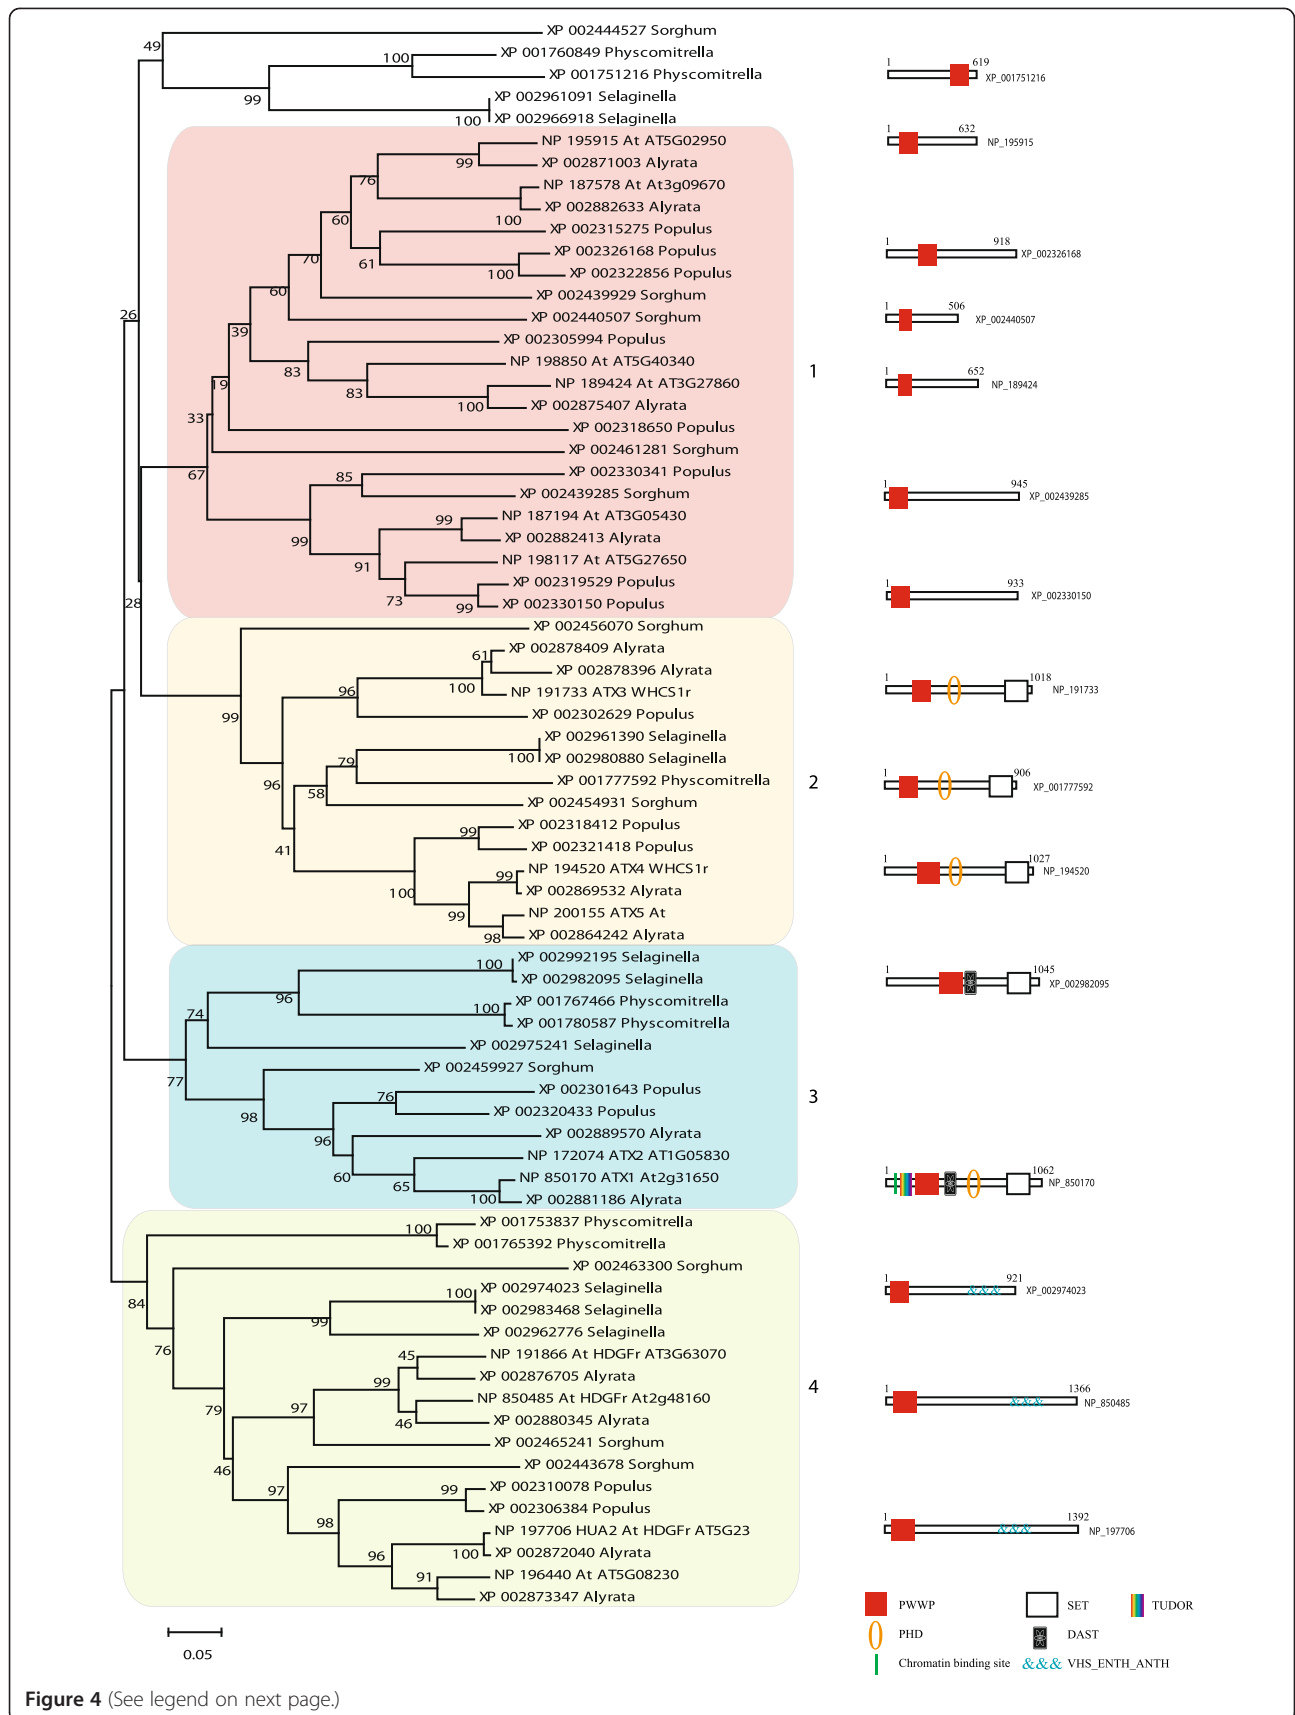 XP 002444527 Sorghum
49
XP 001760849 Physcomitrella
100
XP 001751216 Physcomitrella
99
XP 002961091 Selaginella
XP 002966918 Selaginella
100
1 619
XP_001751216
NP 195915 At AT5G02950
99
XP 002871003 Alyrata
76
NP 187578 At At3g09670
XP 002882633 Alyrata
100
60
XP 002315275 Populus
61
XP 002326168 Populus
100
XP 002322856 Populus
70
XP 002439929 Sorghum
60
XP 002440507 Sorghum
26
39
XP 002305994 Populus
83
NP 198850 At AT5G40340
83
NP 189424 At AT3G27860
100
XP 002875407 Alyrata
19
XP 002318650 Populus
33
XP 002461281 Sorghum
67
XP 002330341 Populus
85
XP 002439285 Sorghum
99
NP 187194 At AT3G05430
99
XP 002882413 Alyrata
91
NP 198117 At AT5G27650
73
XP 002319529 Populus
99
XP 002330150 Populus
28
1
1 632
NP_195915
1 918
XP_002326168
1 506
XP_002440507
1 652
NP_189424
1 945
XP_002439285
1 933
XP_002330150
XP 002456070 Sorghum
99
XP 002878409 Alyrata
61
XP 002878396 Alyrata
100
NP 191733 ATX3 WHCS1r
96
XP 002302629 Populus
96
XP 002961390 Selaginella
100
XP 002980880 Selaginella
79
XP 001777592 Physcomitrella
58
XP 002454931 Sorghum
41
XP 002318412 Populus
99
XP 002321418 Populus
100
NP 194520 ATX4 WHCS1r
99
XP 002869532 Alyrata
99
NP 200155 ATX5 At
98
XP 002864242 Alyrata
2
1 1018
NP_191733
1 906
XP_001777592
1 1027
NP_194520
XP 002992195 Selaginella
100
XP 002982095 Selaginella
96
XP 001767466 Physcomitrella
100
XP 001780587 Physcomitrella
74
XP 002975241 Selaginella
77
XP 002459927 Sorghum
98
XP 002301643 Populus
76
XP 002320433 Populus
96
XP 002889570 Alyrata
60
NP 172074 ATX2 AT1G05830
65
NP 850170 ATX1 At2g31650
100
XP 002881186 Alyrata
3
1 1045
XP_002982095
1 1062
NP_850170
XP 001753837 Physcomitrella
100
XP 001765392 Physcomitrella
84
XP 002463300 Sorghum
76
XP 002974023 Selaginella
100
XP 002983468 Selaginella
99
XP 002962776 Selaginella
79
NP 191866 At HDGFr AT3G63070
45
XP 002876705 Alyrata
99
NP 850485 At HDGFr At2g48160
46
XP 002880345 Alyrata
97
XP 002465241 Sorghum
46
XP 002443678 Sorghum
97
XP 002310078 Populus
99
XP 002306384 Populus
98
NP 197706 HUA2 At HDGFr AT5G23
100
XP 002872040 Alyrata
96
NP 196440 At AT5G08230
91
XP 002873347 Alyrata
4
1 921
&&&
XP_002974023
1 1366
&&&
NP_850485
1 1392
&&&
NP_197706
0.05
PWWP SET TUDOR
PHD DAST
Chromatin binding site &&& VHS_ENTH_ANTH
Figure 4 (See legend on next page.)